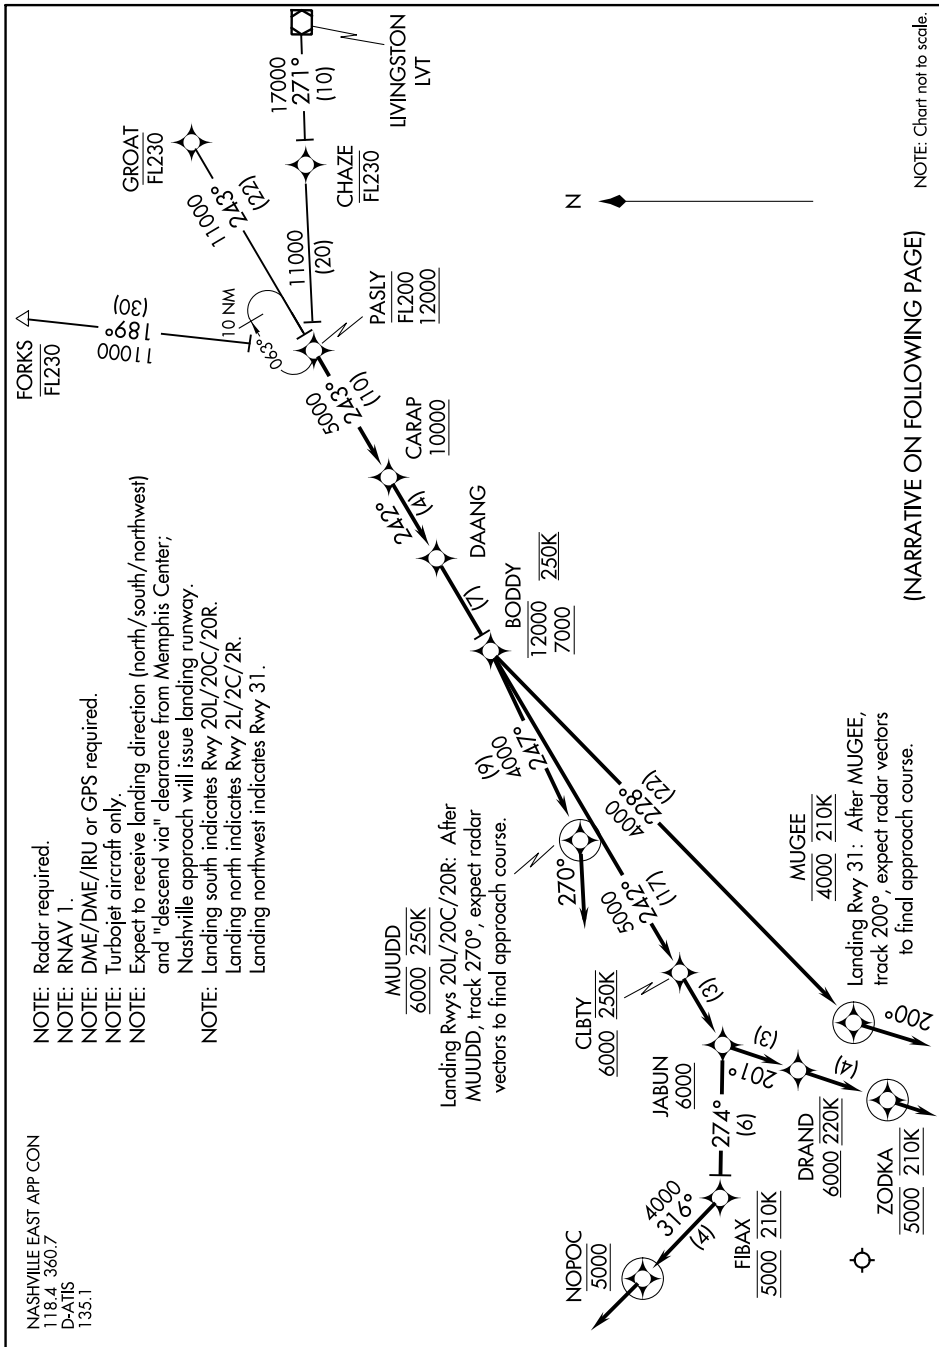 NASHVILLE EAST APP CON
118.4 360.7
D-ATIS
135.1
NOTE: Radar required.
NOTE: RNAV 1.
NOTE: DME/DME/IRU or GPS required.
NOTE: Turbojet aircraft only.
NOTE: Expect to receive landing direction (north/south/northwest)
and "descend via" clearance from Memphis Center;
Nashville approach will issue landing runway.
NOTE: Landing south indicates Rwy 20L/20C/20R.
Landing north indicates Rwy 2L/2C/2R.
Landing northwest indicates Rwy 31.
FORKS
FL230
11000
189°
(30)
GROAT
FL230
11000
243°
(22)
10 NM
063°
LIVINGSTON
LVT
17000
271°
(10)
CHAZE
FL230
11000
(20)
PASLY
FL200
12000
5000
243°
(10)
CARAP
10000
242°
(4)
DAANG
(7)
BODDY
12000
7000
250K
N
(9)
4000
247°
MUUDD
6000 250K
Landing Rwys 20L/20C/20R: After
MUUDD, track 270°, expect radar
vectors to final approach course.
270°
5000
242°
(17)
4000
228°
(22)
CLBTY
6000 250K
(3)
JABUN
6000
274°
(6)
201°
(3)
DRAND
6000 220K
(4)
ZODKA
5000 210K
FIBAX
5000 210K
4000
316°
(4)
NOPOC
5000
MUGEE
4000 210K
Landing Rwy 31: After MUGEE,
track 200°, expect radar vectors
to final approach course.
200°
(NARRATIVE ON FOLLOWING PAGE)
NOTE: Chart not to scale.